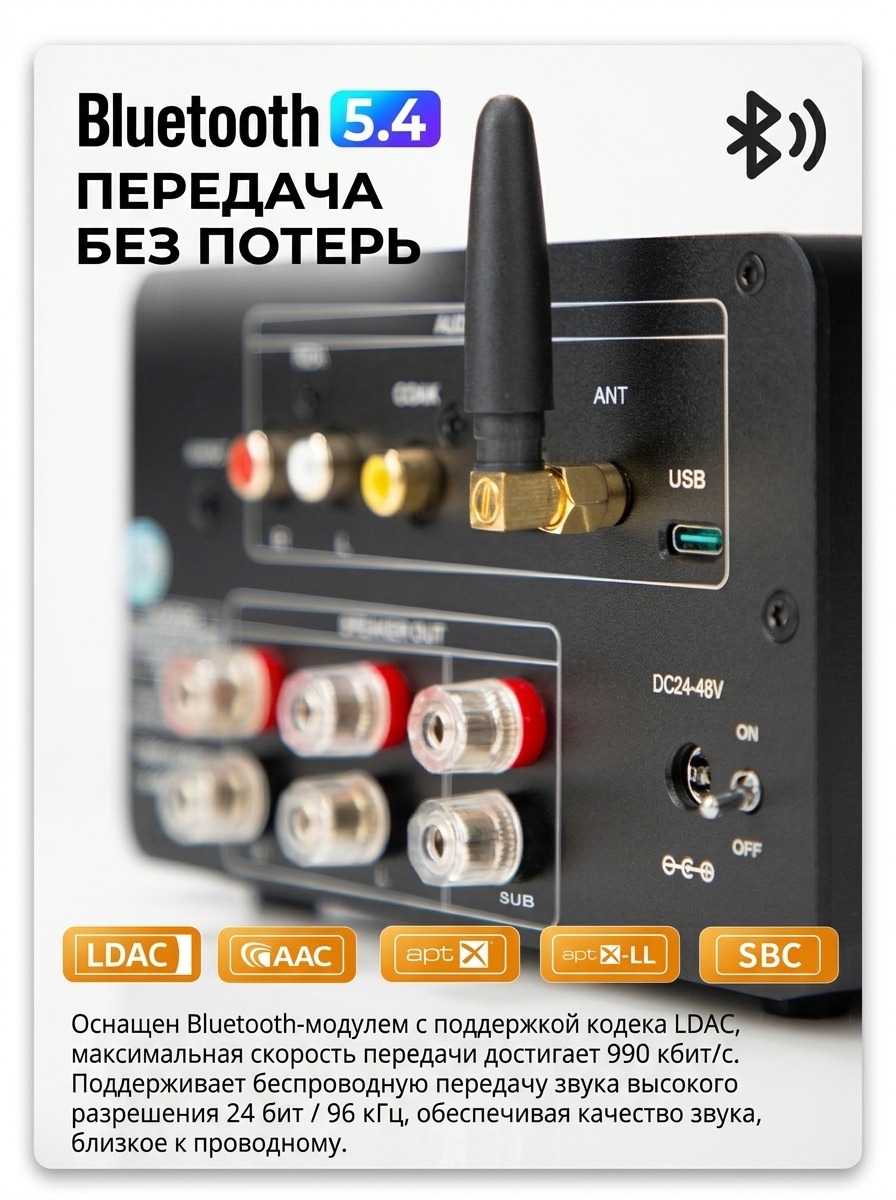 Bluetooth 5.4
ПЕРЕДАЧА
БЕЗ ПОТЕРЬ
COAX
ANT
USB
SPEAKER OUT
DC24-48V
ON
OFF
SUB
LDAC
AAC
aptX
aptX-LL
SBC
Оснащен Bluetooth-модулем с поддержкой кодека LDAC,
максимальная скорость передачи достигает 990 кбит/с.
Поддерживает беспроводную передачу звука высокого
разрешения 24 бит / 96 кГц, обеспечивая качество звука,
близкое к проводному.